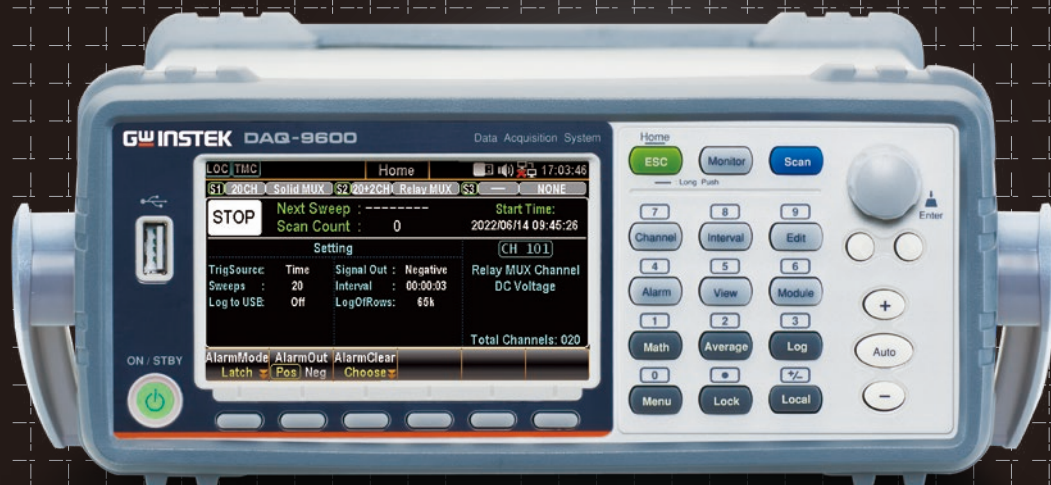 GW INSTEK DAQ-9600 Data Acquisition System
LOC TMC Home 17:03:46
S1 20CH Solid MUX S2 20+2CH Relay MUX S3 --- NONE
STOP
Next Sweep : --------
Scan Count : 0
Start Time:
2022/06/14 09:45:26
Setting
TrigSource: Time Signal Out : Negative
Sweeps : 20 Interval : 00:00:03
Log to USB: Off LogOfRows: 65k
CH 101
Relay MUX Channel
DC Voltage
Total Channels: 020
AlarmMode AlarmOut AlarmClear
Latch Pos Neg Choose
ON / STBY
Home
ESC Monitor Scan
Long Push
Enter
7 8 9
Channel Interval Edit
4 5 6
Alarm View Module
1 2 3
Math Average Log
0 • +/-
Menu Lock Local
+
Auto
−